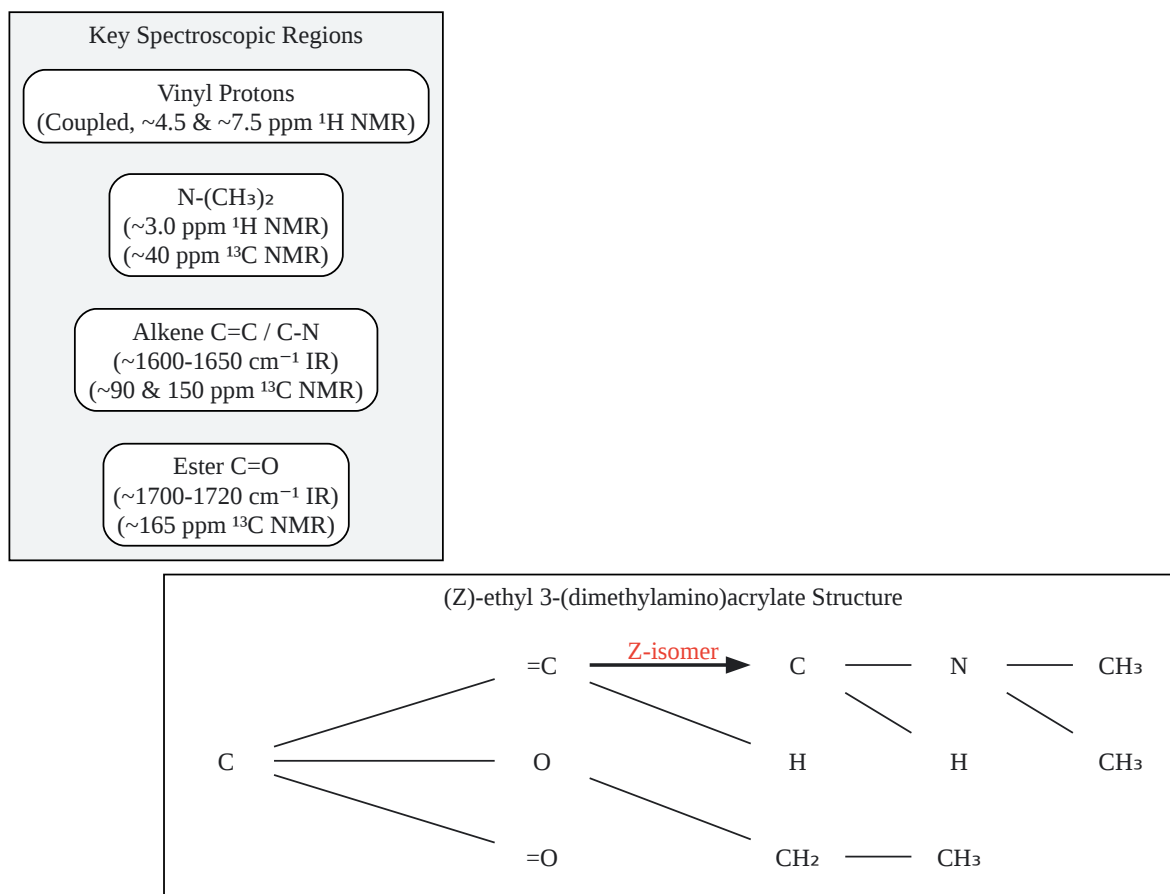 Key Spectroscopic Regions
Vinyl Protons
(Coupled, ~4.5 & ~7.5 ppm ¹H NMR)
N-(CH₃)₂
(~3.0 ppm ¹H NMR)
(~40 ppm ¹³C NMR)
Alkene C=C / C-N
(~1600-1650 cm⁻¹ IR)
(~90 & 150 ppm ¹³C NMR)
Ester C=O
(~1700-1720 cm⁻¹ IR)
(~165 ppm ¹³C NMR)
(Z)-ethyl 3-(dimethylamino)acrylate Structure
Z-isomer
=C C N CH₃
C O H H CH₃
=O CH₂ CH₃